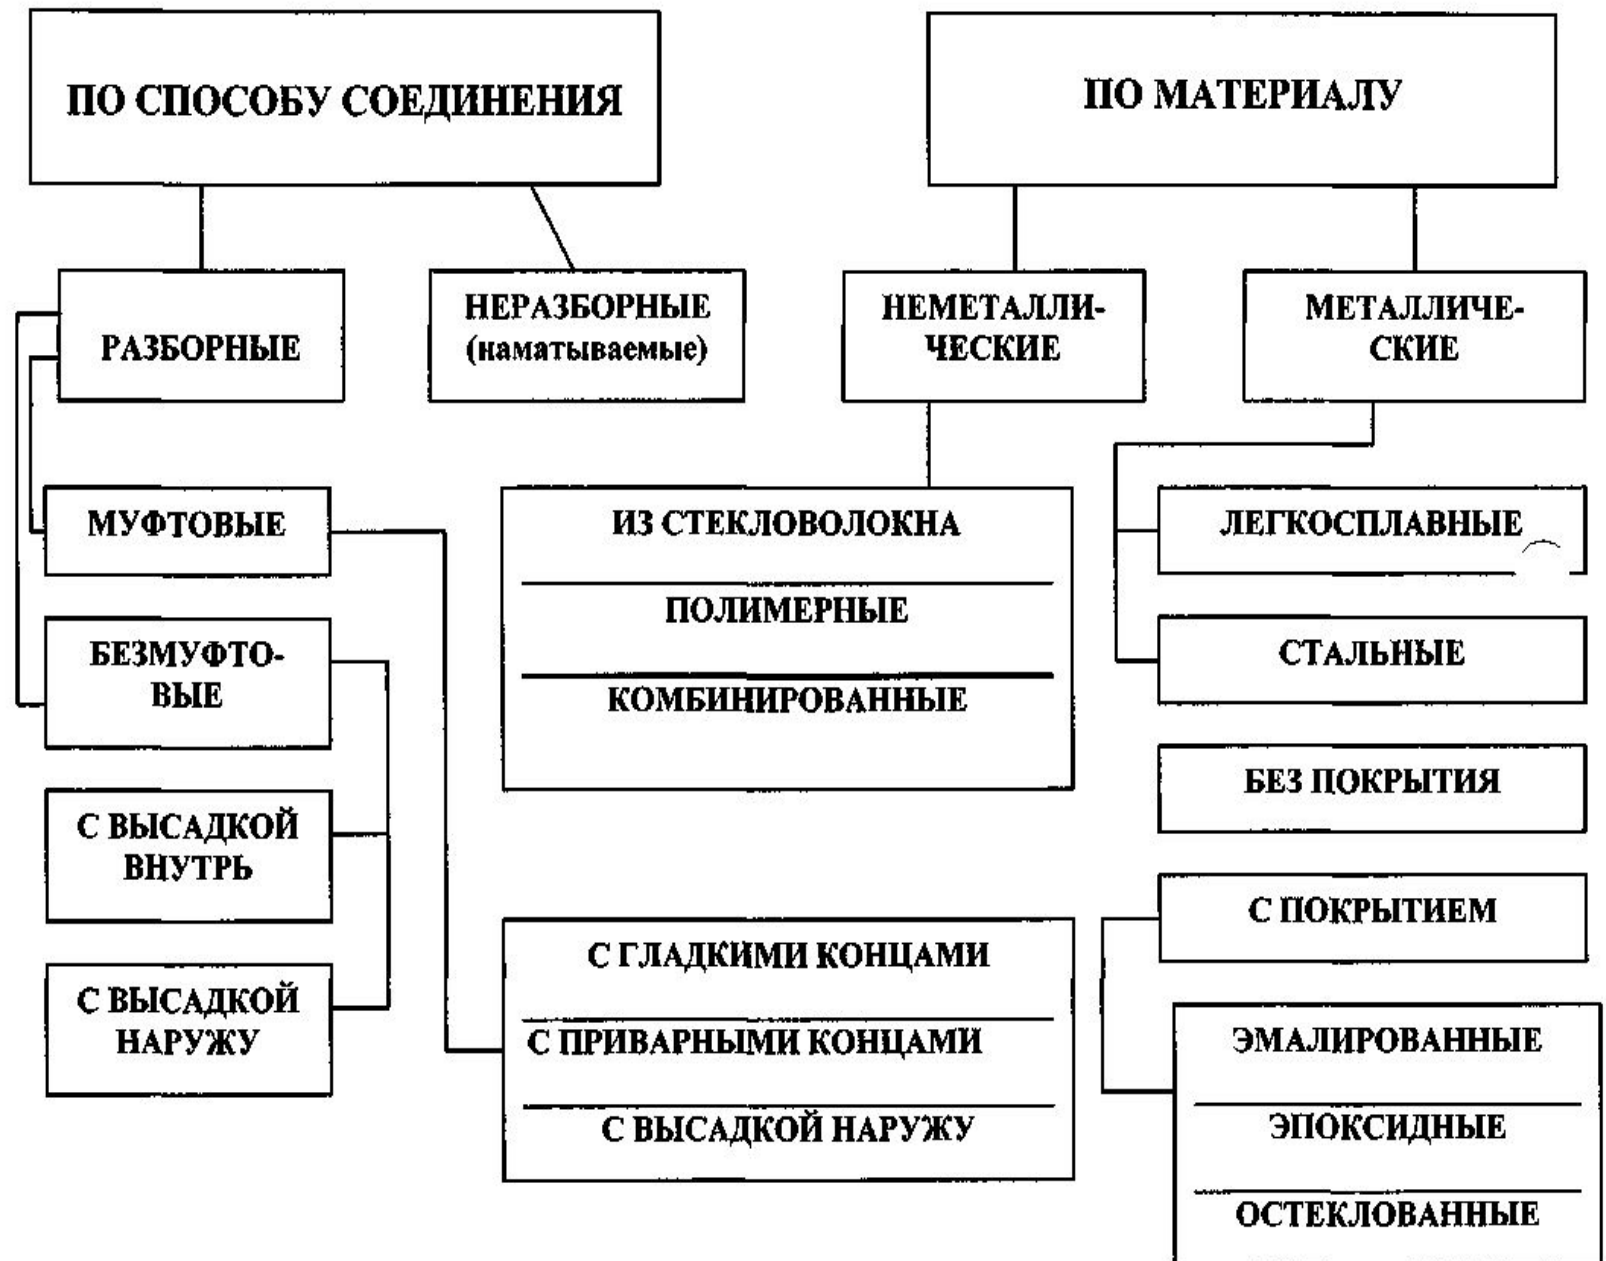 ПО СПОСОБУ СОЕДИНЕНИЯ
ПО МАТЕРИАЛУ
РАЗБОРНЫЕ
НЕРАЗБОРНЫЕ
(наматываемые)
НЕМЕТАЛЛИ-
ЧЕСКИЕ
МЕТАЛЛИЧЕ-
СКИЕ
МУФТОВЫЕ
БЕЗМУФТО-
ВЫЕ
С ВЫСАДКОЙ
ВНУТРЬ
С ВЫСАДКОЙ
НАРУЖУ
ИЗ СТЕКЛОВОЛОКНА
ПОЛИМЕРНЫЕ
КОМБИНИРОВАННЫЕ
С ГЛАДКИМИ КОНЦАМИ
С ПРИВАРНЫМИ КОНЦАМИ
С ВЫСАДКОЙ НАРУЖУ
ЛЕГКОСПЛАВНЫЕ
СТАЛЬНЫЕ
БЕЗ ПОКРЫТИЯ
С ПОКРЫТИЕМ
ЭМАЛИРОВАННЫЕ
ЭПОКСИДНЫЕ
ОСТЕКЛОВАННЫЕ